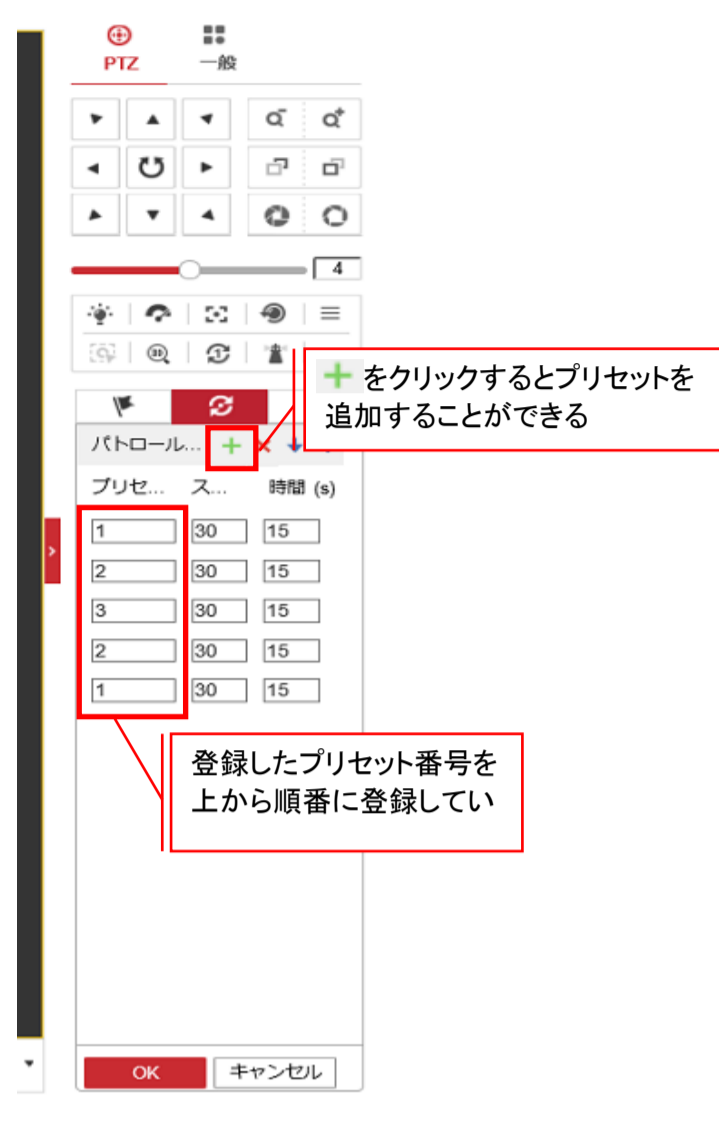 PTZ 一般
4
+ をクリックするとプリセットを
追加することができる
パトロール...
プリセ... ス... 時間 (s)
1 30 15
2 30 15
3 30 15
2 30 15
1 30 15
登録したプリセット番号を
上から順番に登録してい
OK キャンセル